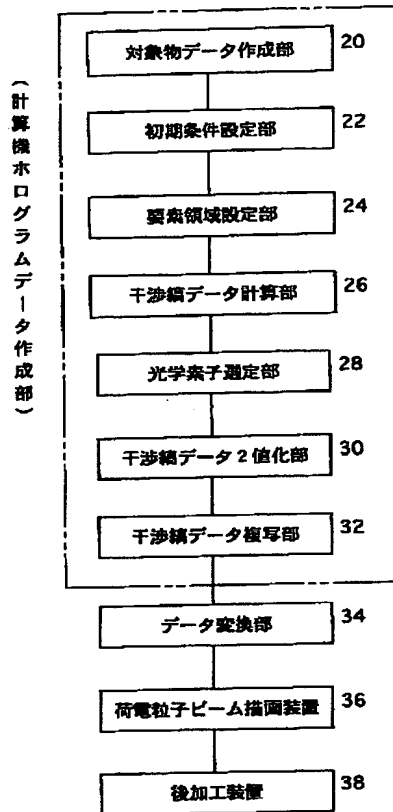 (計算機ホログラムデータ作成部)
対象物データ作成部 20
初期条件設定部 22
要素領域設定部 24
干渉縞データ計算部 26
光学素子選定部 28
干渉縞データ2値化部 30
干渉縞データ複写部 32
データ変換部 34
荷電粒子ビーム描画装置 36
後加工装置 38